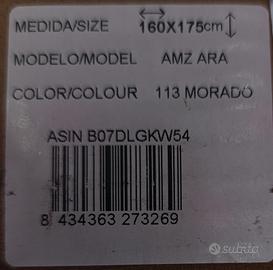 MEDIDA/SIZE 160X175cm
MODELO/MODEL AMZ ARA
COLOR/COLOUR 113 MORADO
ASIN B07DLGKW54
8 434363 273269
subito